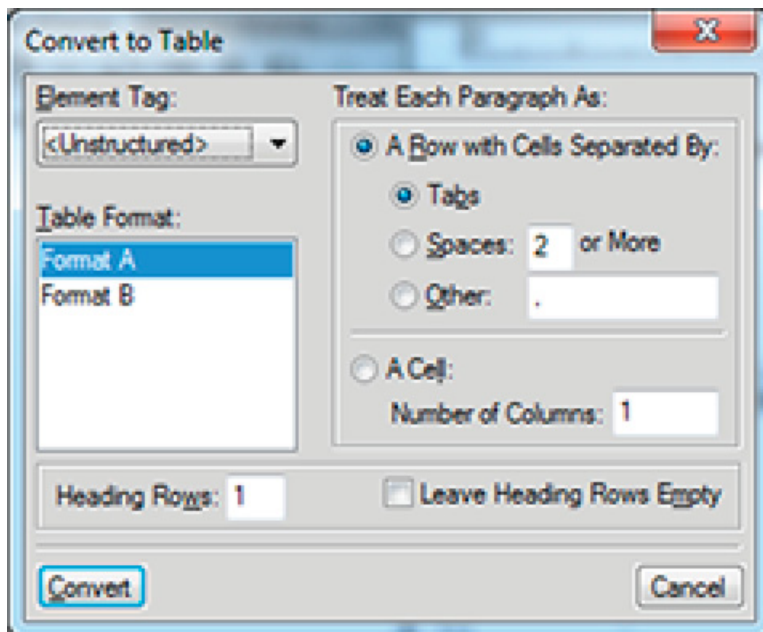 Convert to Table
Element Tag:
<Unstructured>
Table Format:
Format A
Format B
Treat Each Paragraph As:
A Row with Cells Separated By:
Tabs
Spaces: 2 or More
Other: .
A Cell:
Number of Columns: 1
Heading Rows: 1
Leave Heading Rows Empty
Convert
Cancel